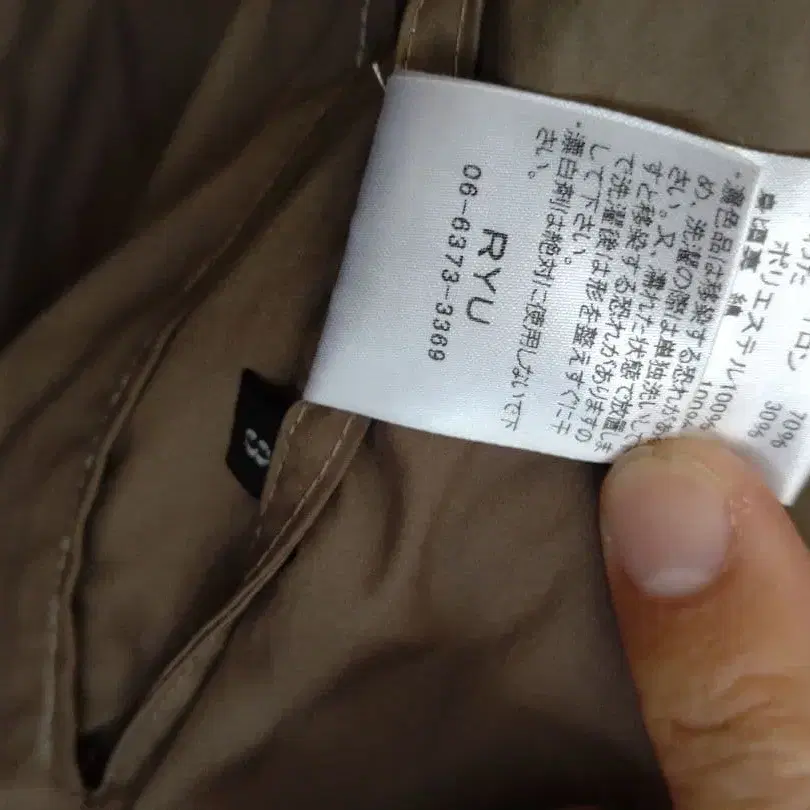 イロン 70%
30%
ポリエステル 100%
綿 100%
・濃色品は移染する恐れがあ
め、洗濯の際は単独洗いして
さい。又、濡れた状態で放置しま
すと移染する恐れがありますの
で洗濯後は形を整えすぐに干
して下さい。
・漂白剤は絶対に使用しないで下
さい。
RYU
06-6373-3369